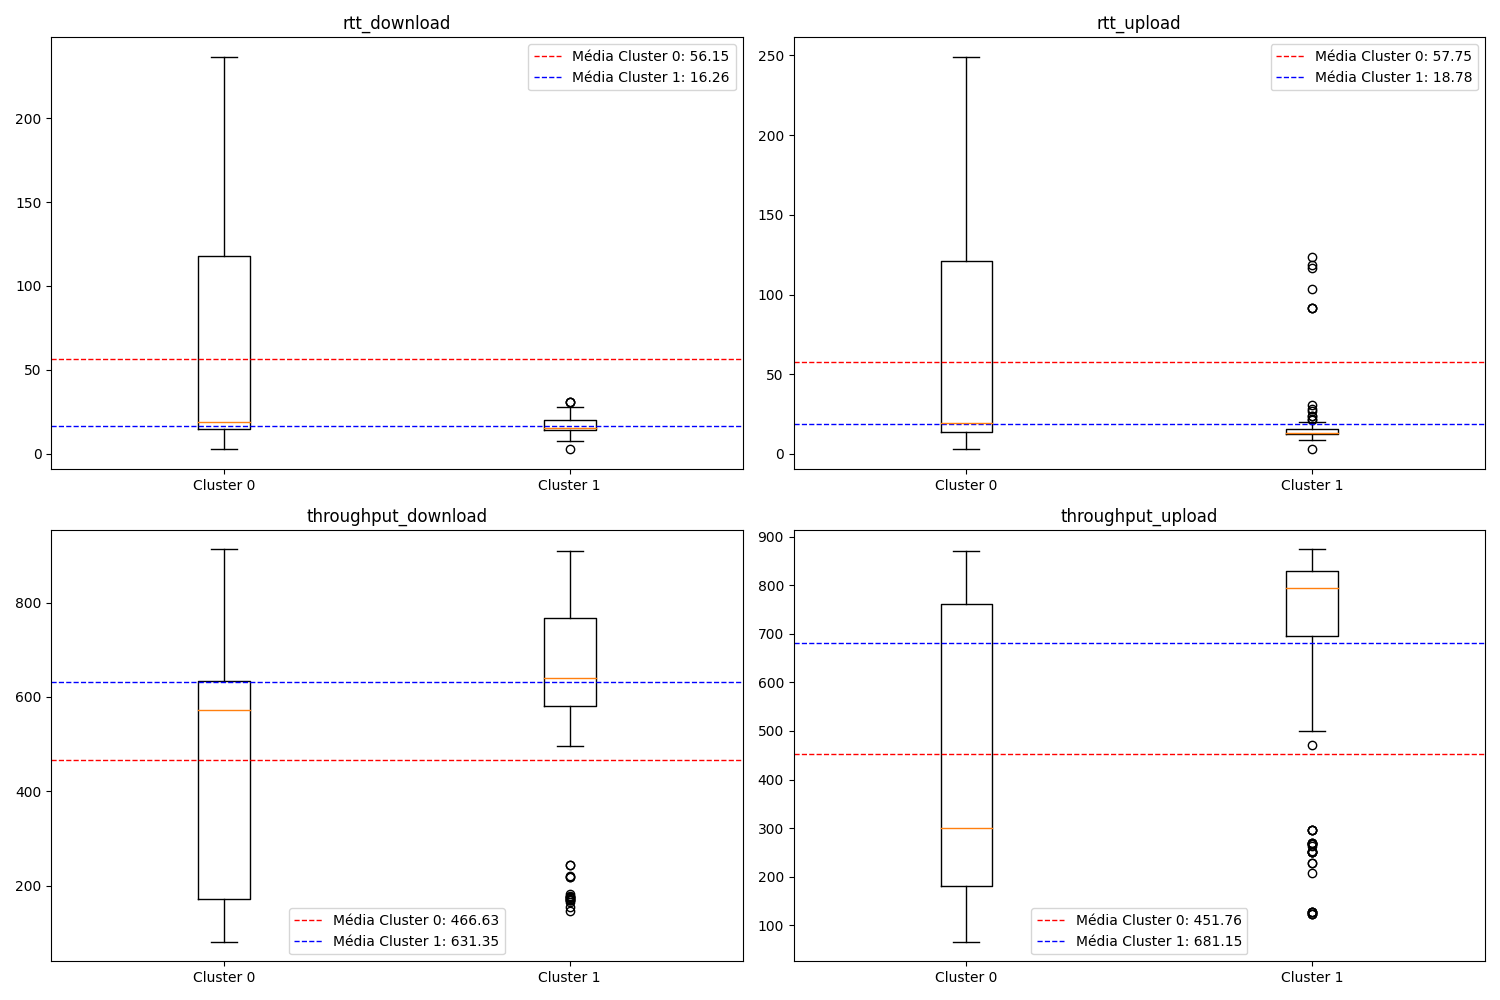 rtt_download
Média Cluster 0: 56.15
Média Cluster 1: 16.26
200
150
100
50
0
Cluster 0
Cluster 1
rtt_upload
Média Cluster 0: 57.75
Média Cluster 1: 18.78
250
200
150
100
50
0
Cluster 0
Cluster 1
throughput_download
800
600
400
200
Média Cluster 0: 466.63
Média Cluster 1: 631.35
Cluster 0
Cluster 1
throughput_upload
900
800
700
600
500
400
300
200
100
Média Cluster 0: 451.76
Média Cluster 1: 681.15
Cluster 0
Cluster 1